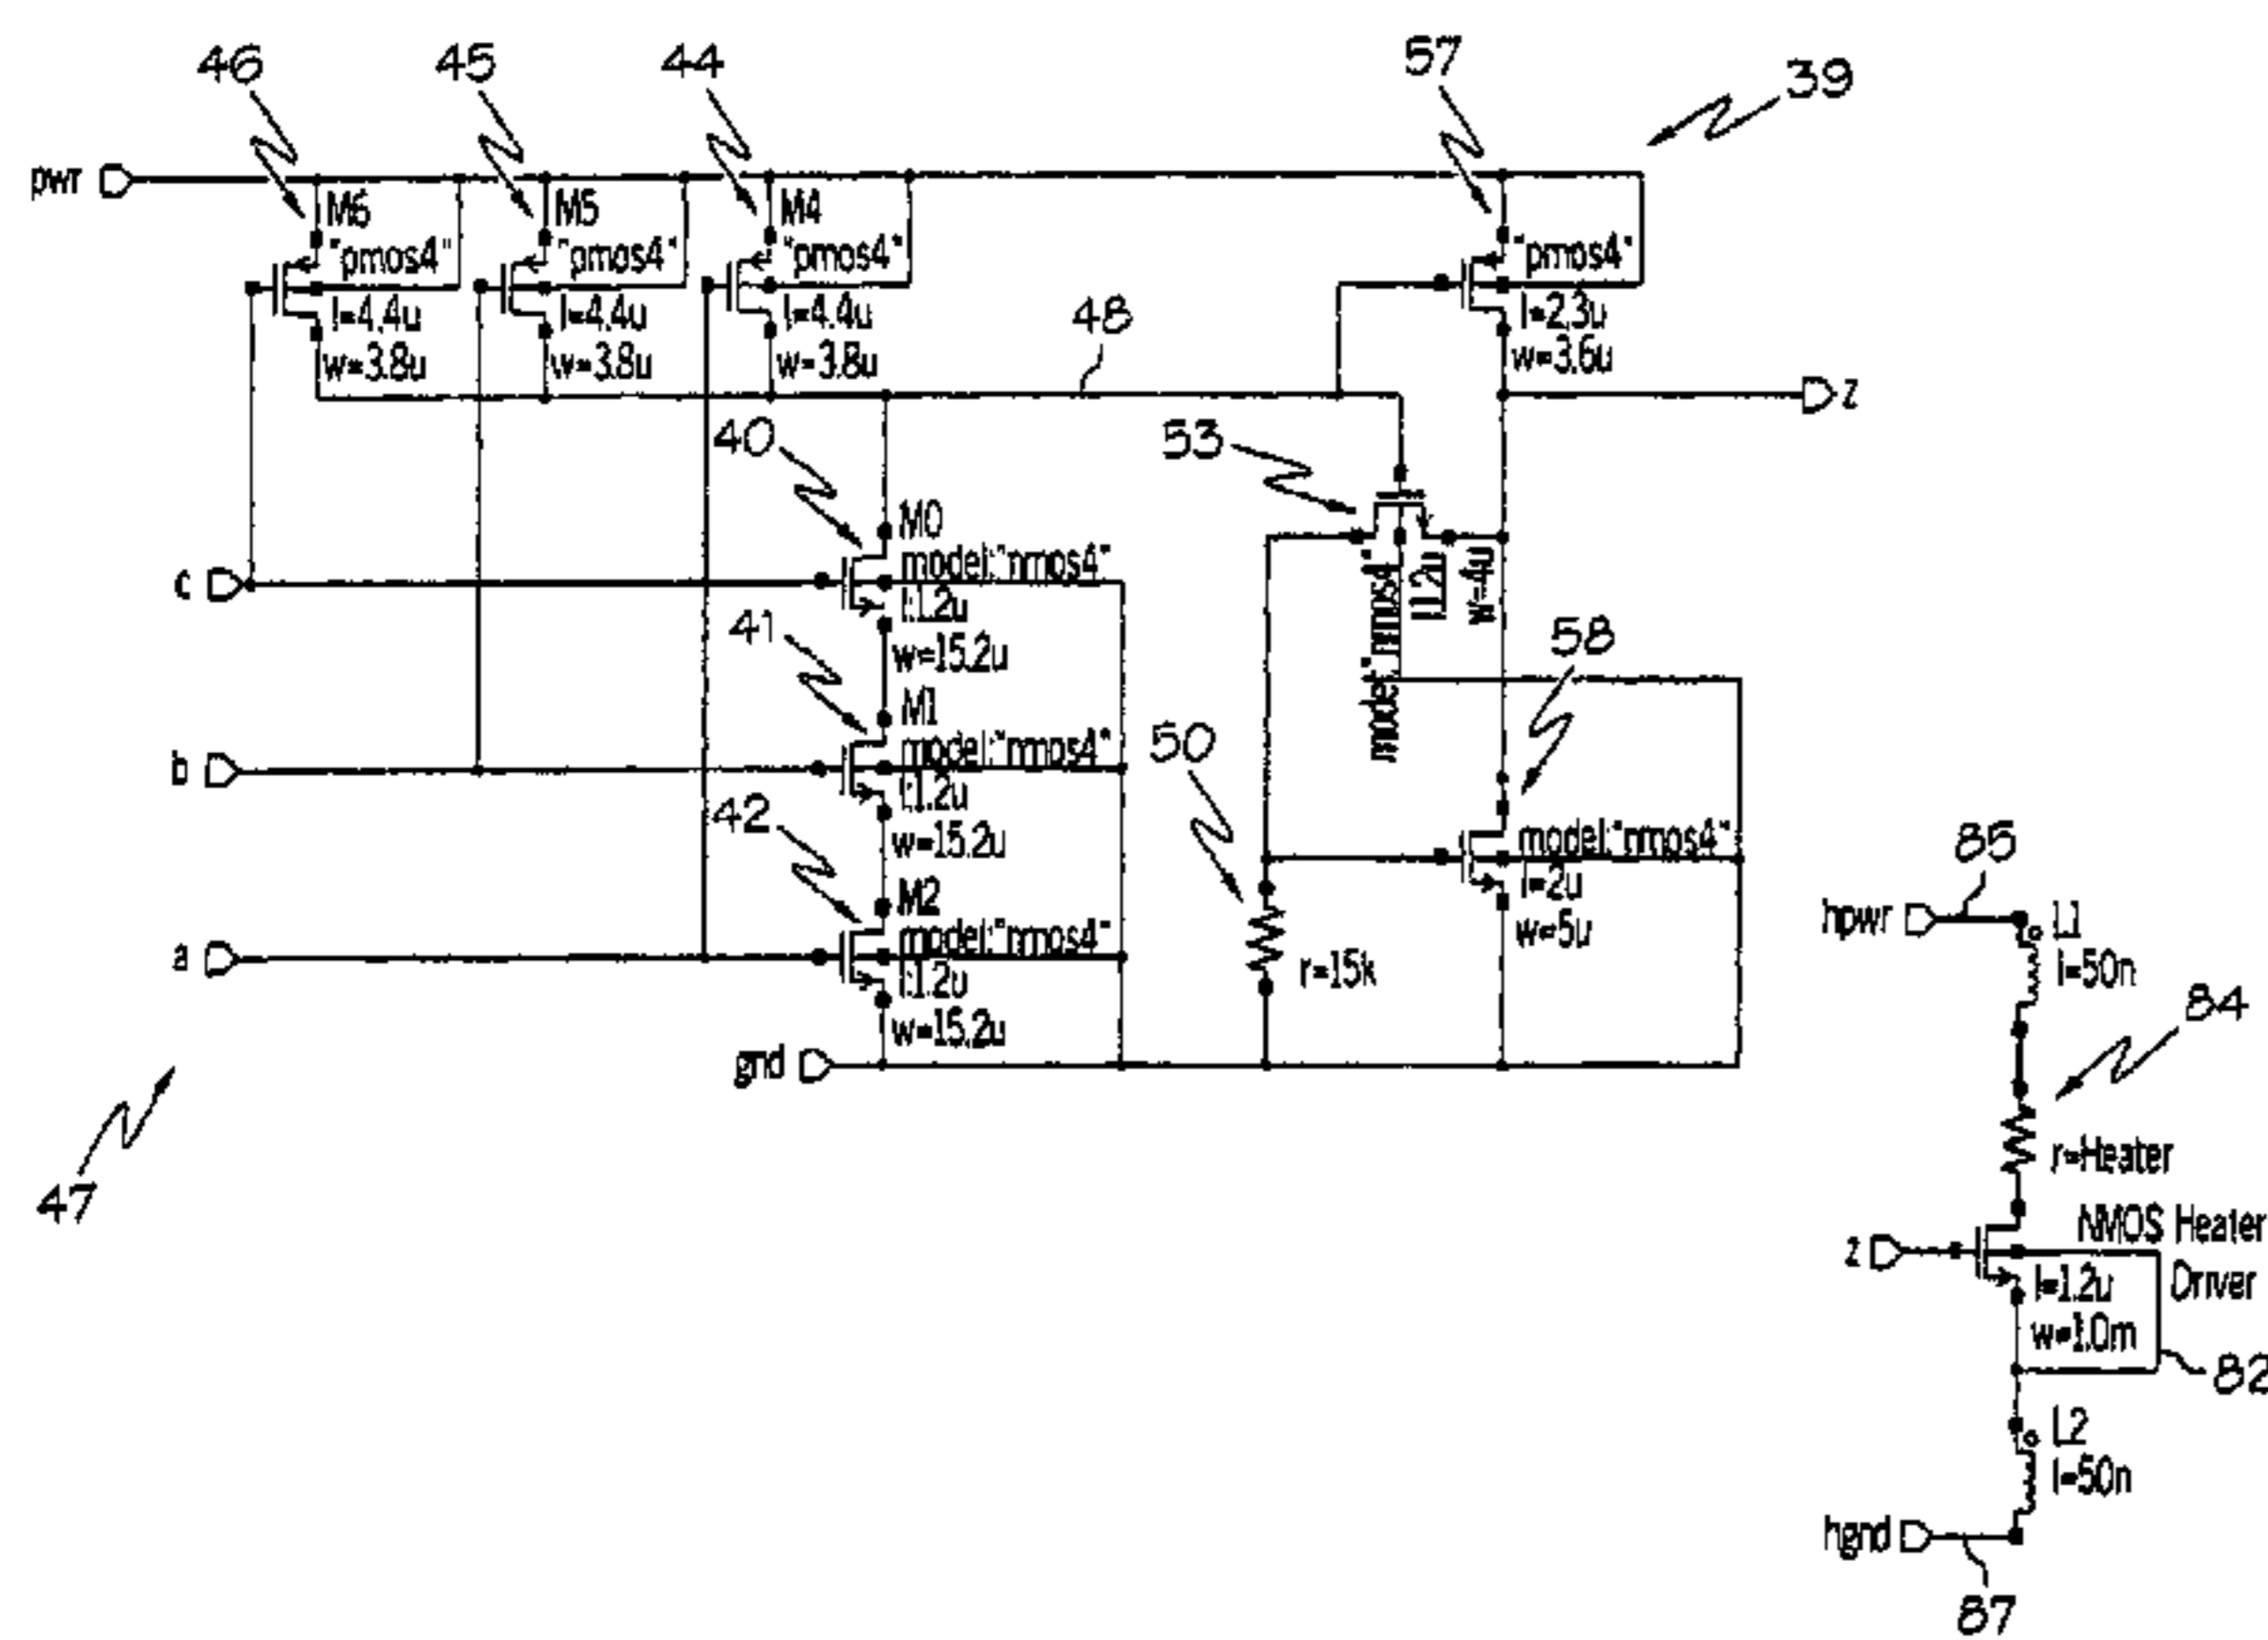 46 45 44 57 39
pwr
M6 M5 M4
"pmos4" "pmos4" "pmos4" "pmos4"
l=4.4u l=4.4u l=4.4u l=2.3u
w=3.8u w=3.8u w=3.8u w=3.6u
48
z
40 53
M0
model:"nmos4"
c
l:1.2u
w=15.2u
model:"nmos4"
l:1.2u
w=4u
41 58
M1
model:"nmos4"
b
l:1.2u
w=15.2u
50
42
M2
model:"nmos4"
a
l:1.2u
w=15.2u
model:"nmos4"
l=2u
w=5u
r=15k
gnd
47
85
hpwr
L1
l=50n
84
r=Heater
NMOS Heater
Driver
z
l=1.2u
w=1.0m
82
L2
l=50n
hgnd
87